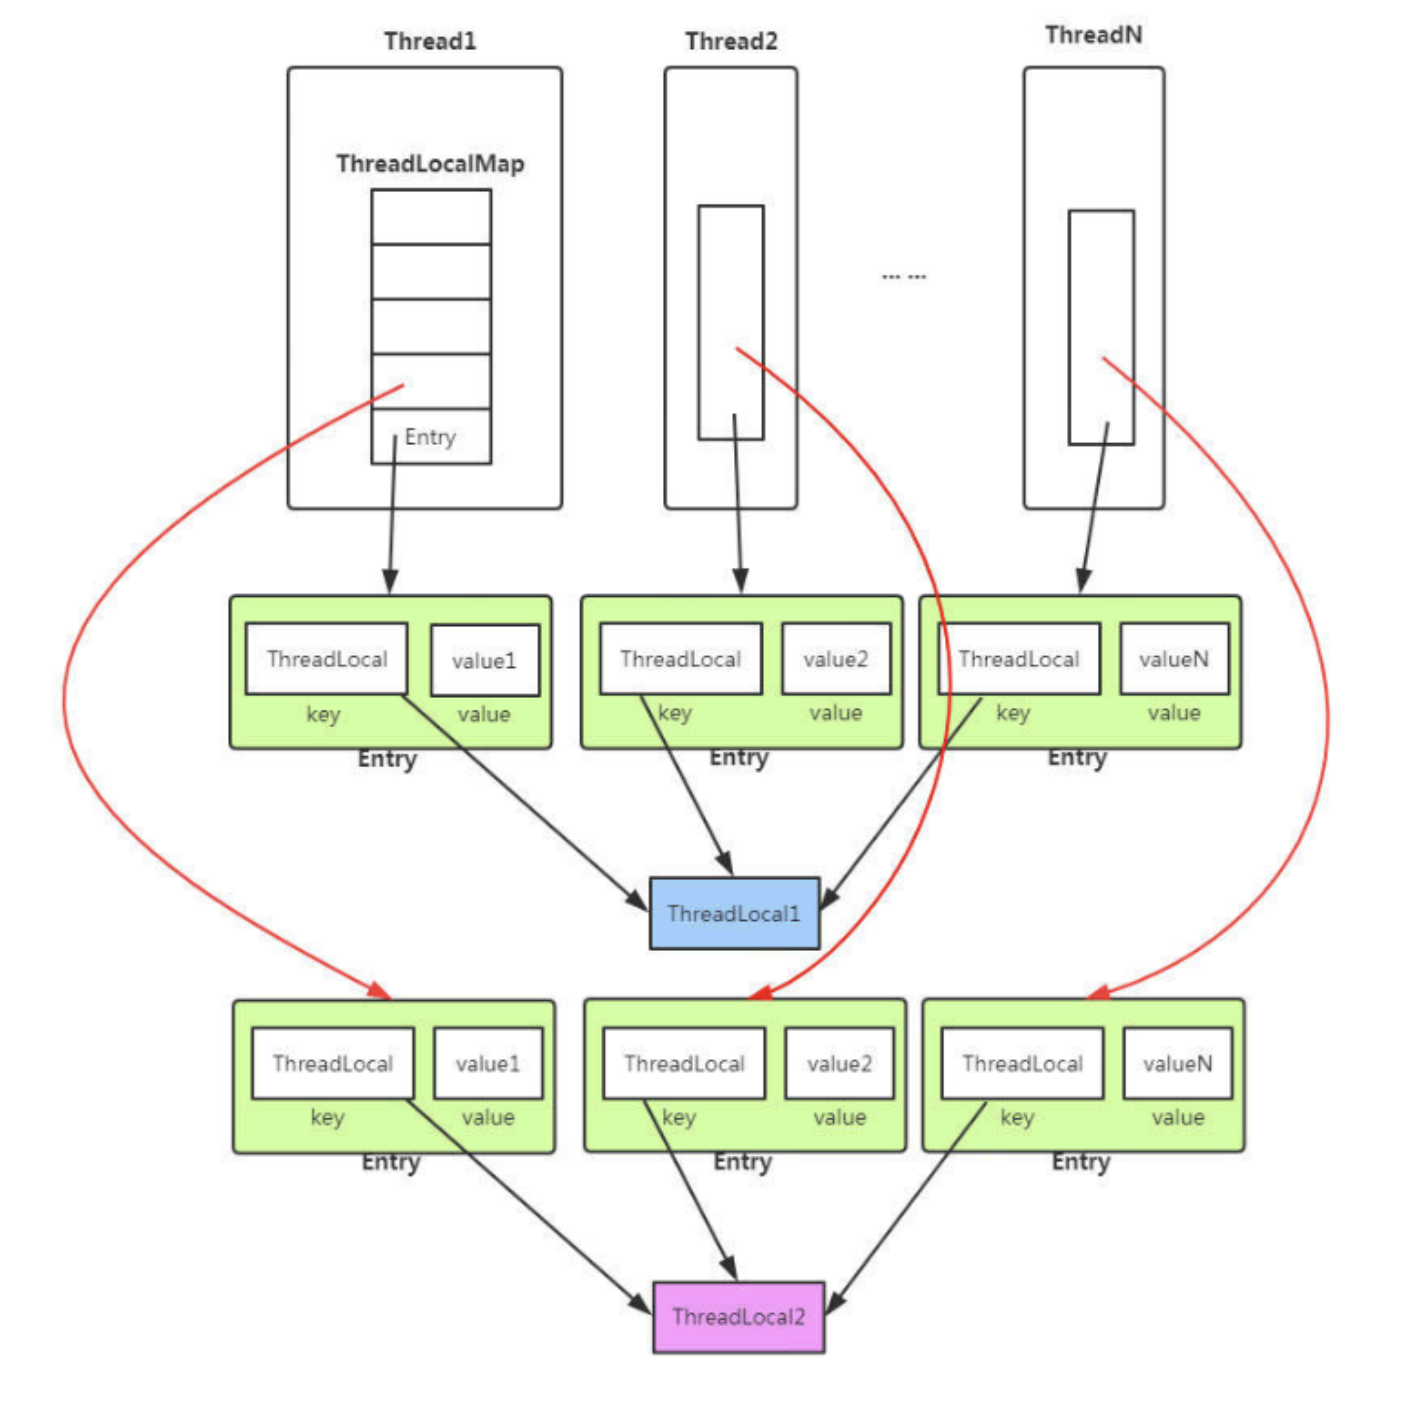 Thread1
Thread2
ThreadN
ThreadLocalMap
... ...
Entry
ThreadLocal
value1
key
value
Entry
ThreadLocal
value2
key
value
Entry
ThreadLocal
valueN
key
value
Entry
ThreadLocal1
ThreadLocal
value1
key
value
Entry
ThreadLocal
value2
key
value
Entry
ThreadLocal
valueN
key
value
Entry
ThreadLocal2